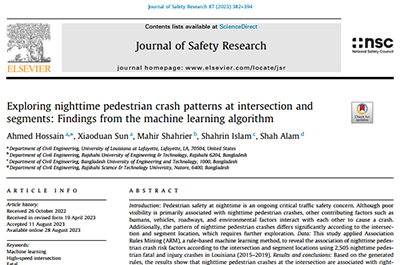 Journal of Safety Research 87 (2023) 382–394
Contents lists available at ScienceDirect
Journal of Safety Research
journal homepage: www.elsevier.com/locate/jsr
ELSEVIER
nsc
National Safety Council
Exploring nighttime pedestrian crash patterns at intersection and
segments: Findings from the machine learning algorithm
Check for updates
Ahmed Hossain a,*, Xiaoduan Sun a, Mahir Shahrier b, Shahrin Islam c, Shah Alam d
a Department of Civil Engineering, University of Louisiana at Lafayette, Lafayette, LA, 70504, United States
b Department of Civil Engineering, Rajshahi University of Engineering & Technology, Rajshahi 6204, Bangladesh
c Department of Civil Engineering, Bangladesh University of Engineering and Technology, 1000, Bangladesh
d Department of Civil Engineering, Rajshahi Science & Technology University, Natore, 6400, Bangladesh
ARTICLE INFO
Article history:
Received 26 October 2022
Received in revised form 19 April 2023
Accepted 11 August 2023
Available online 28 August 2023
Keywords:
Machine learning
High-speed intersection
Fatal
ABSTRACT
Introduction: Pedestrian safety at nighttime is an ongoing critical traffic safety concern. Although poor
visibility is primarily associated with nighttime pedestrian crashes, other contributing factors such as
humans, vehicles, roadways, and environmental factors interact with each other to cause a crash.
Additionally, the pattern of nighttime pedestrian crashes differs significantly according to the intersec-
tion and segment location, which requires further exploration. Data: This study applied Association
Rules Mining (ARM), a rule-based machine learning method, to reveal the association of nighttime pedes-
trian crash risk factors according to the intersection and segment locations using 2,505 nighttime pedes-
trian fatal and injury crashes in Louisiana (2015–2019). Results and conclusions: Based on the generated
rules, the results show that nighttime pedestrian crashes at the intersection are associated with right-